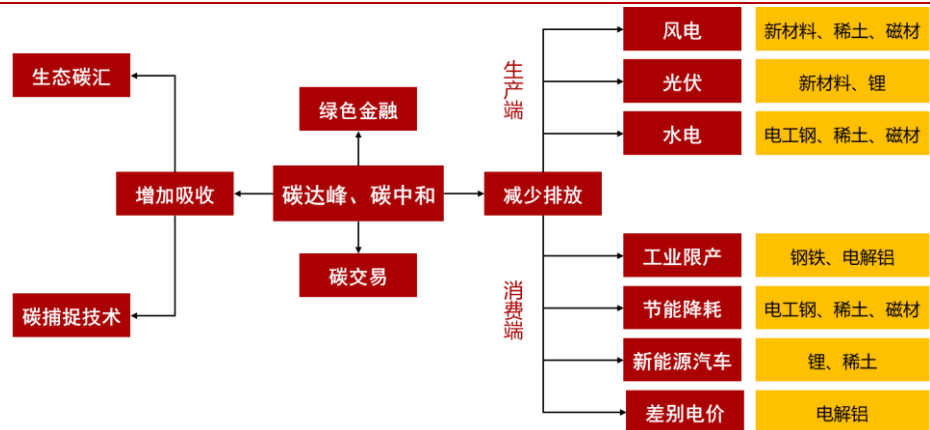 生态碳汇
碳捕捉技术
增加吸收
绿色金融
碳达峰、碳中和
碳交易
减少排放
生产端
风电
新材料、稀土、磁材
光伏
新材料、锂
水电
电工钢、稀土、磁材
消费端
工业限产
钢铁、电解铝
节能降耗
电工钢、稀土、磁材
新能源汽车
锂、稀土
差别电价
电解铝